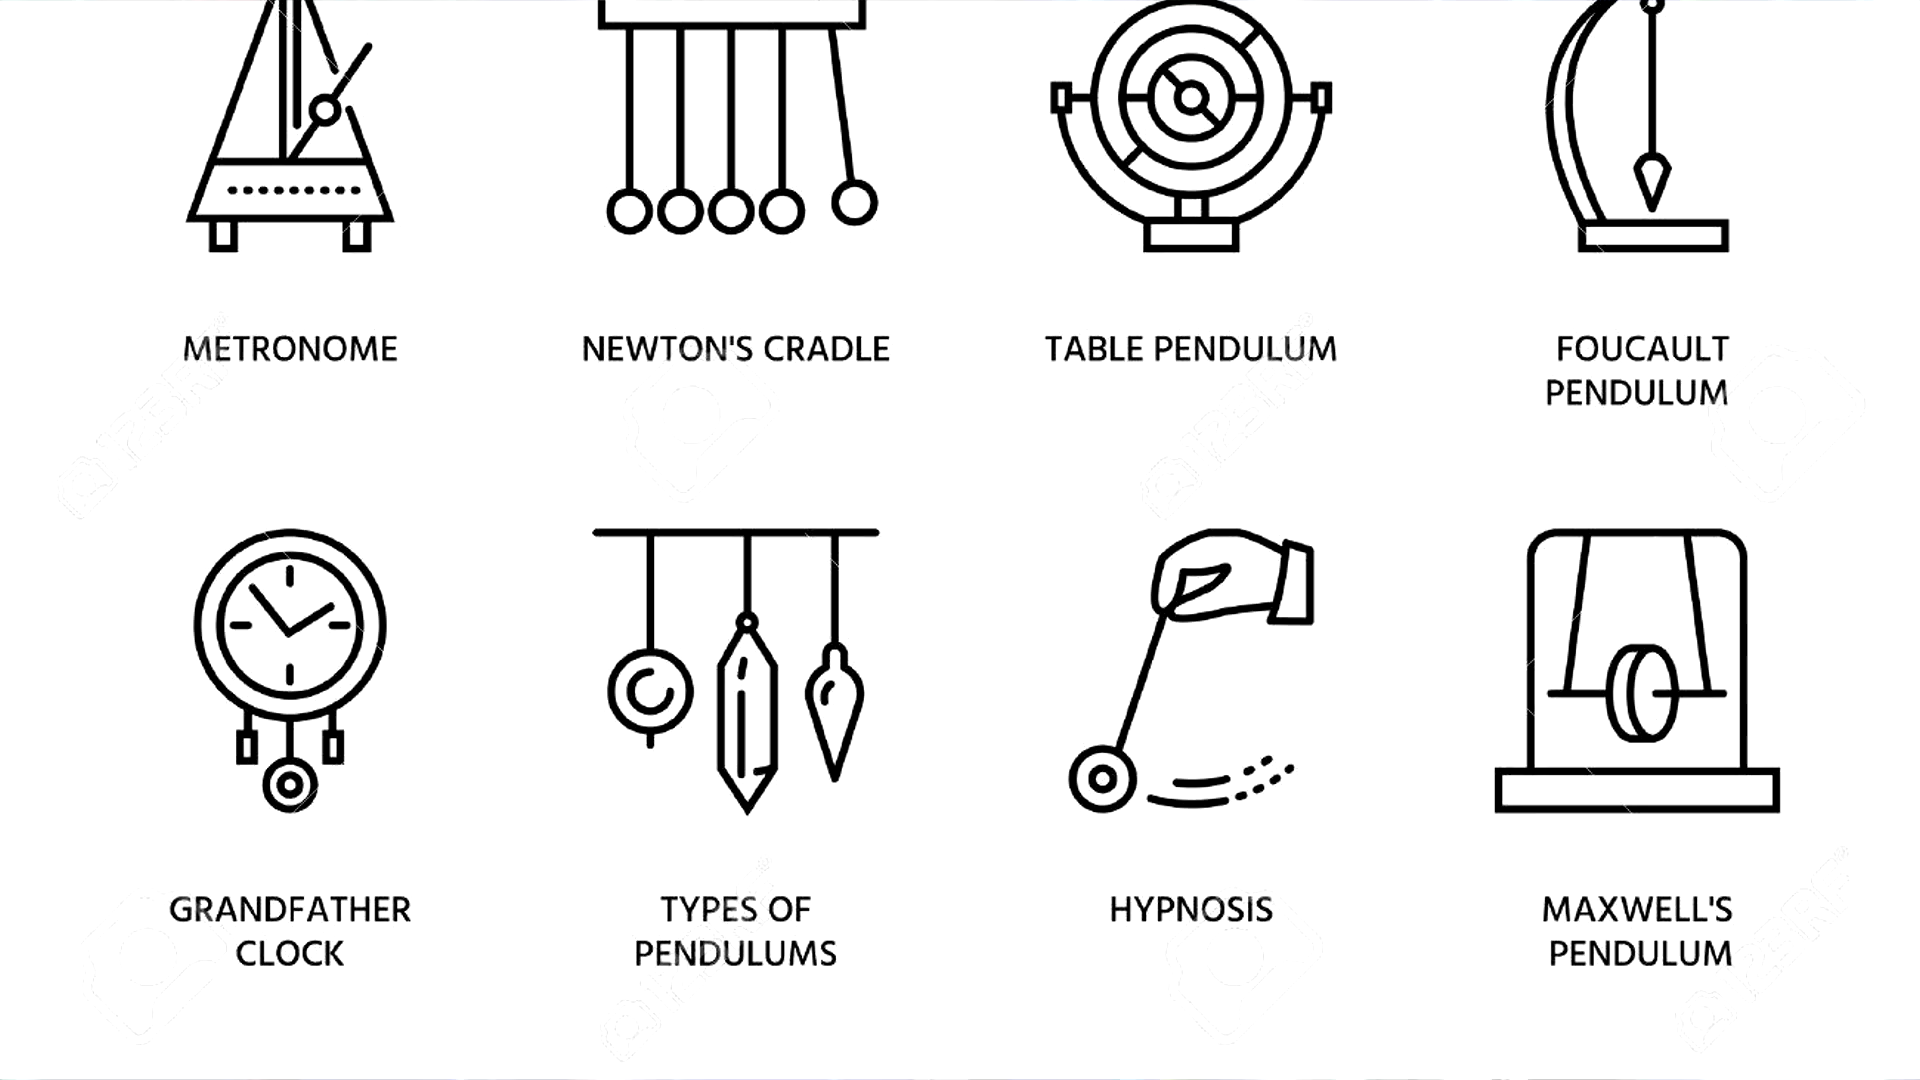 METRONOME
NEWTON'S CRADLE
TABLE PENDULUM
FOUCAULT
PENDULUM
GRANDFATHER
CLOCK
TYPES OF
PENDULUMS
HYPNOSIS
MAXWELL'S
PENDULUM